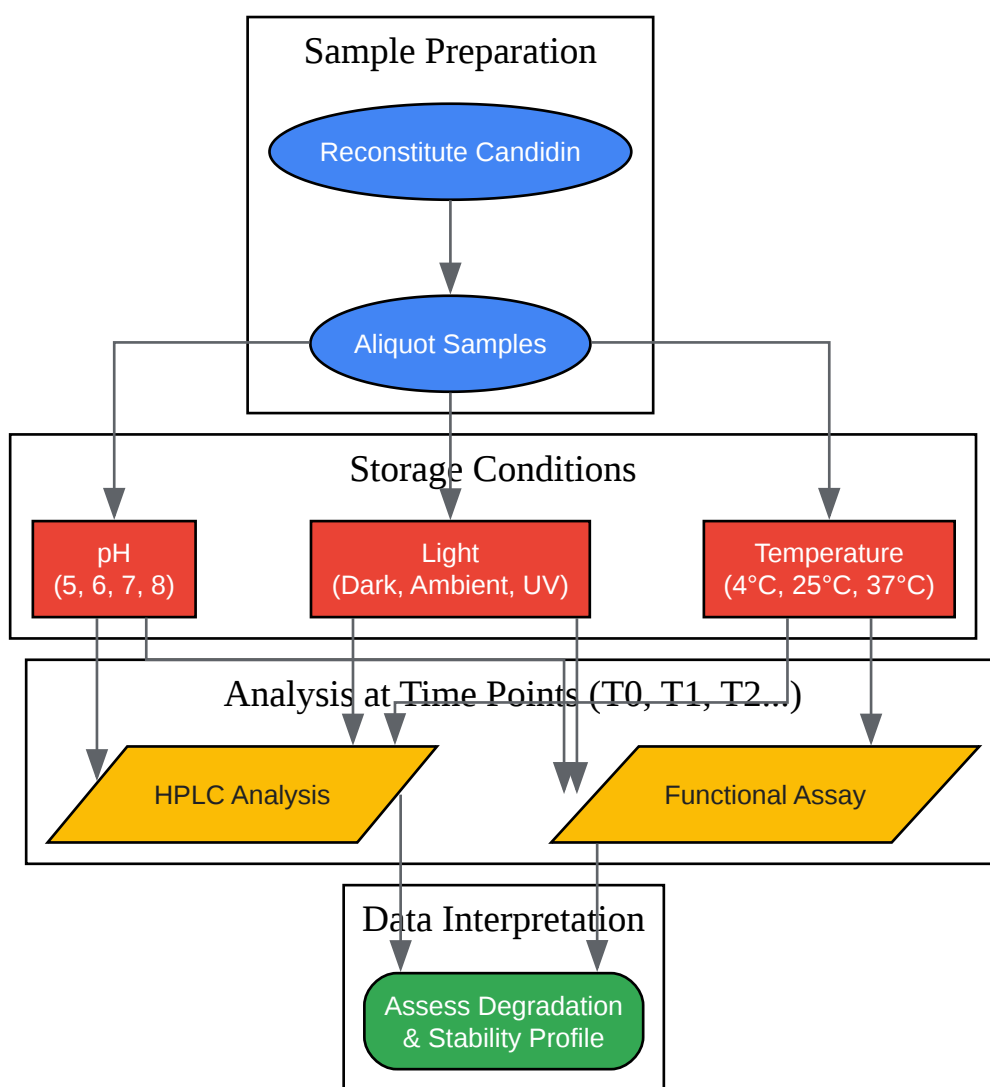 Sample Preparation
Reconstitute Candidin
Aliquot Samples
Storage Conditions
pH
(5, 6, 7, 8)
Light
(Dark, Ambient, UV)
Temperature
(4°C, 25°C, 37°C)
Analysis at Time Points (T0, T1, T2...)
HPLC Analysis
Functional Assay
Data Interpretation
Assess Degradation
& Stability Profile